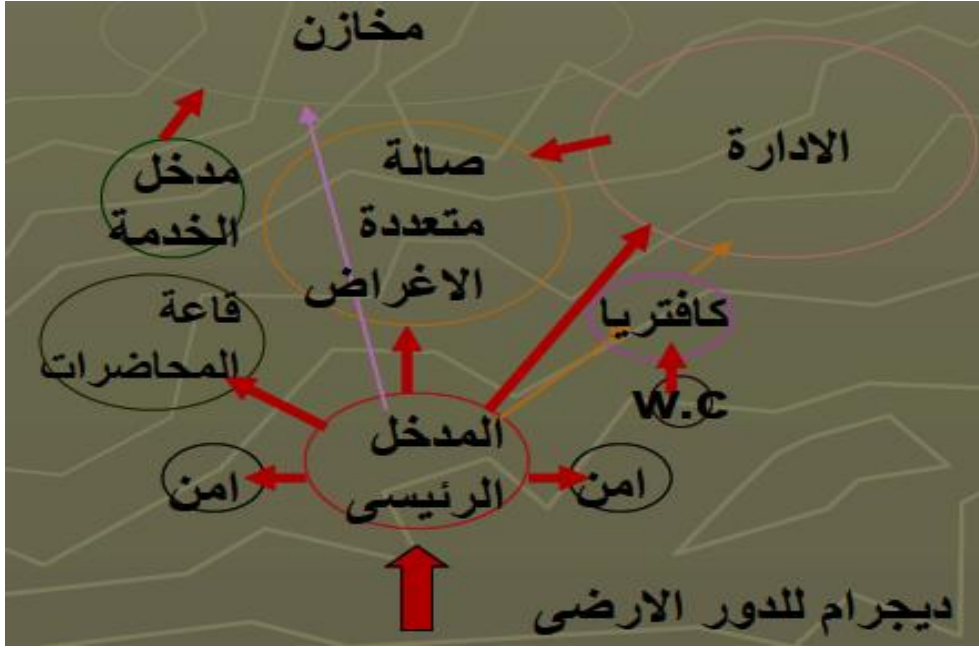 مخازن
الادارة
صالة
متعددة
الاغراض
مدخل
الخدمة
قاعة
المحاضرات
كافتريا
w.c
المدخل
الرئيسى
امن
امن
ديجرام للدور الارضى